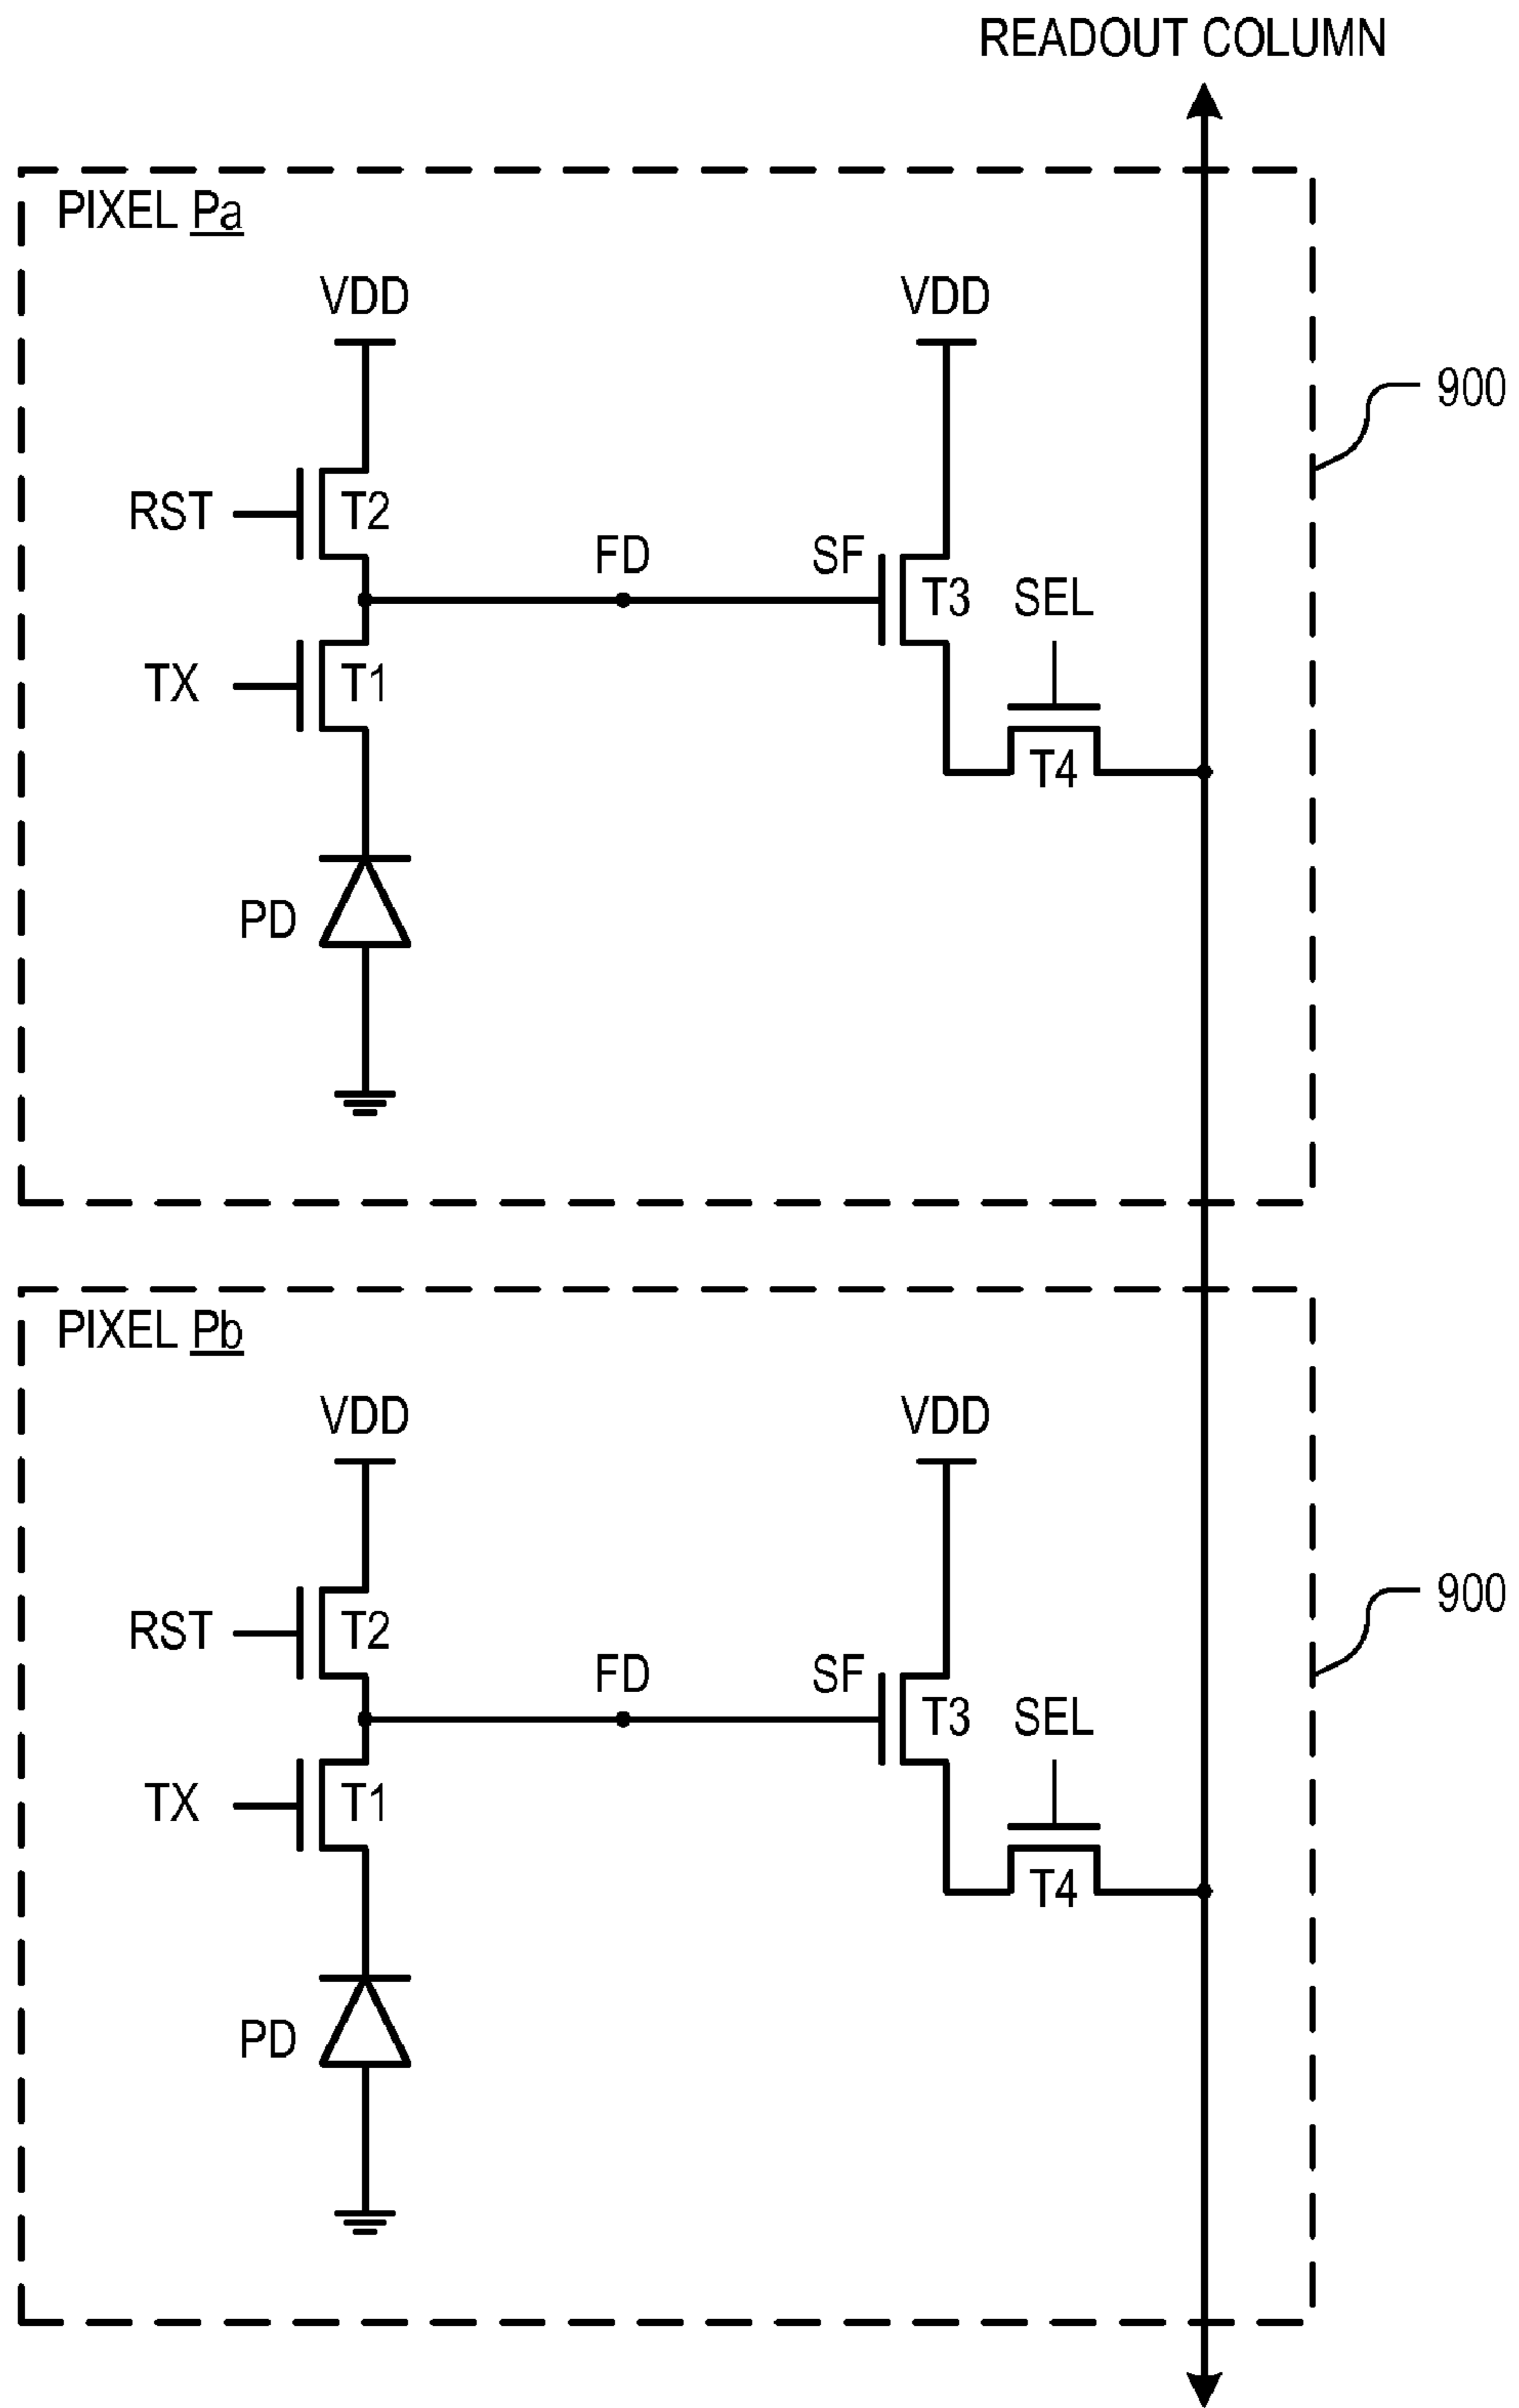 READOUT COLUMN
PIXEL Pa
VDD VDD
900
RST T2
FD SF T3 SEL
TX T1
T4
PD
PIXEL Pb
VDD VDD
900
RST T2
FD SF T3 SEL
TX T1
T4
PD